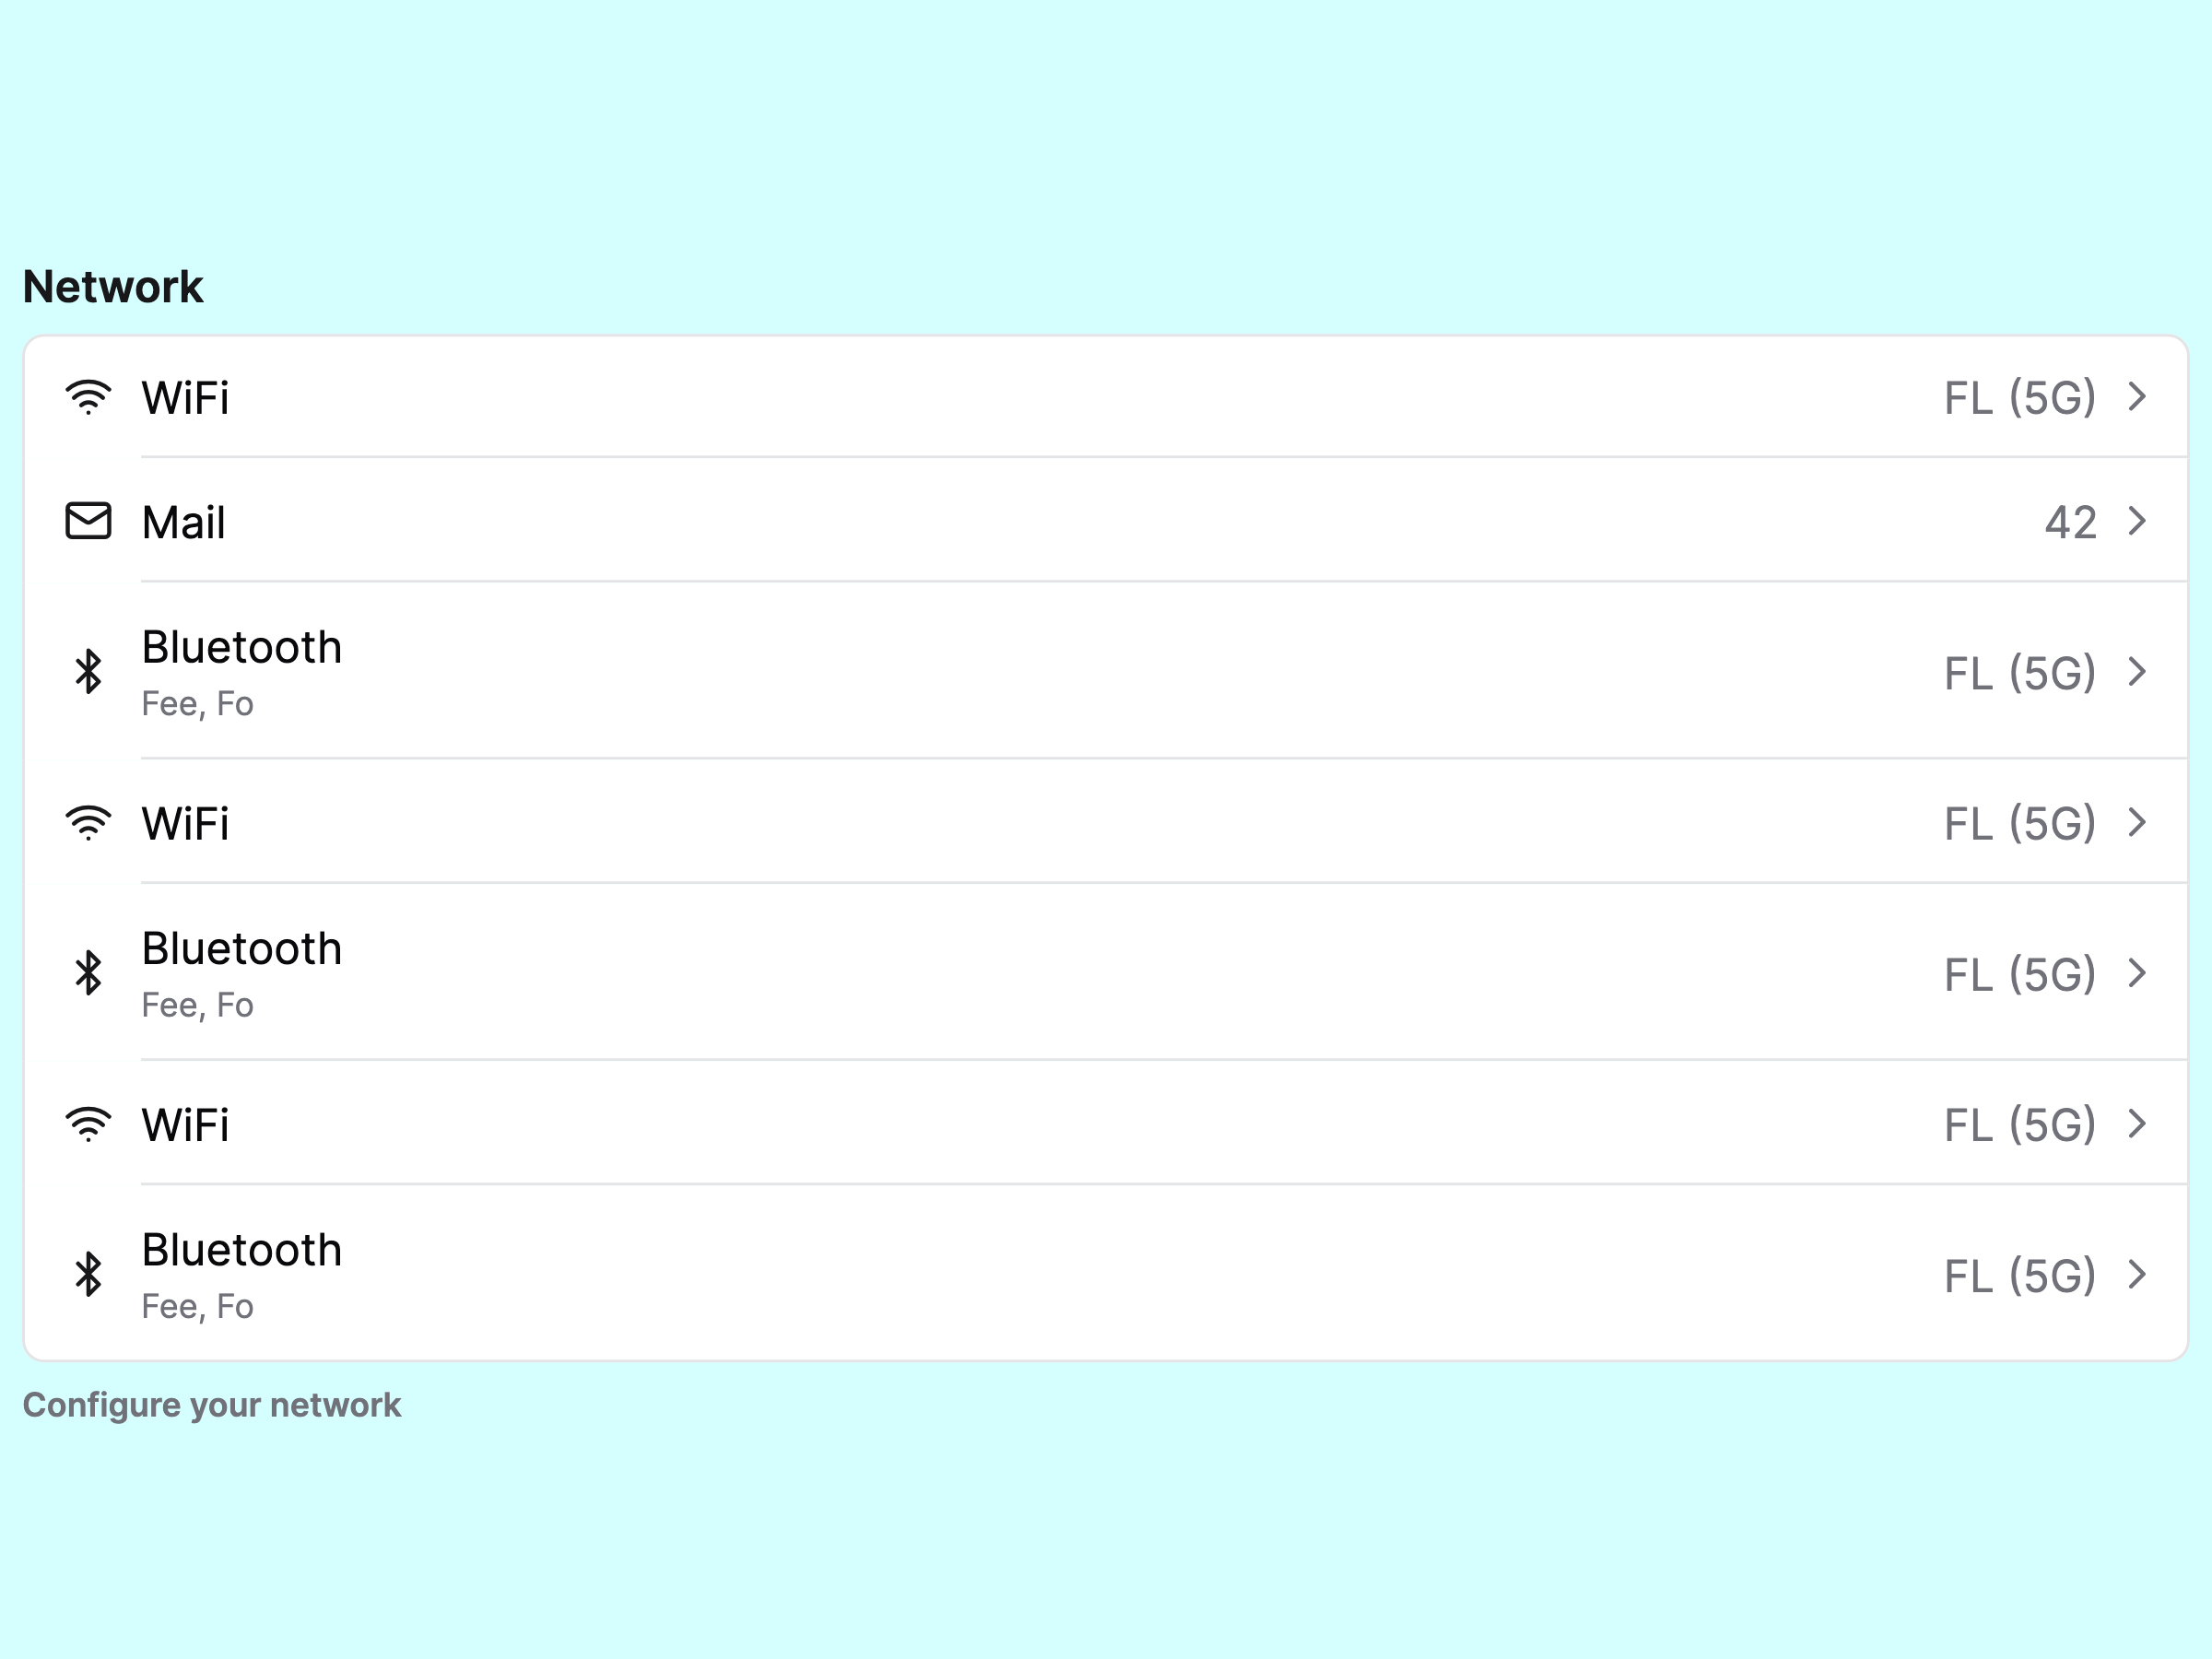 Network
WiFi FL (5G)
Mail 42
Bluetooth
Fee, Fo FL (5G)
WiFi FL (5G)
Bluetooth
Fee, Fo FL (5G)
WiFi FL (5G)
Bluetooth
Fee, Fo FL (5G)
Configure your network